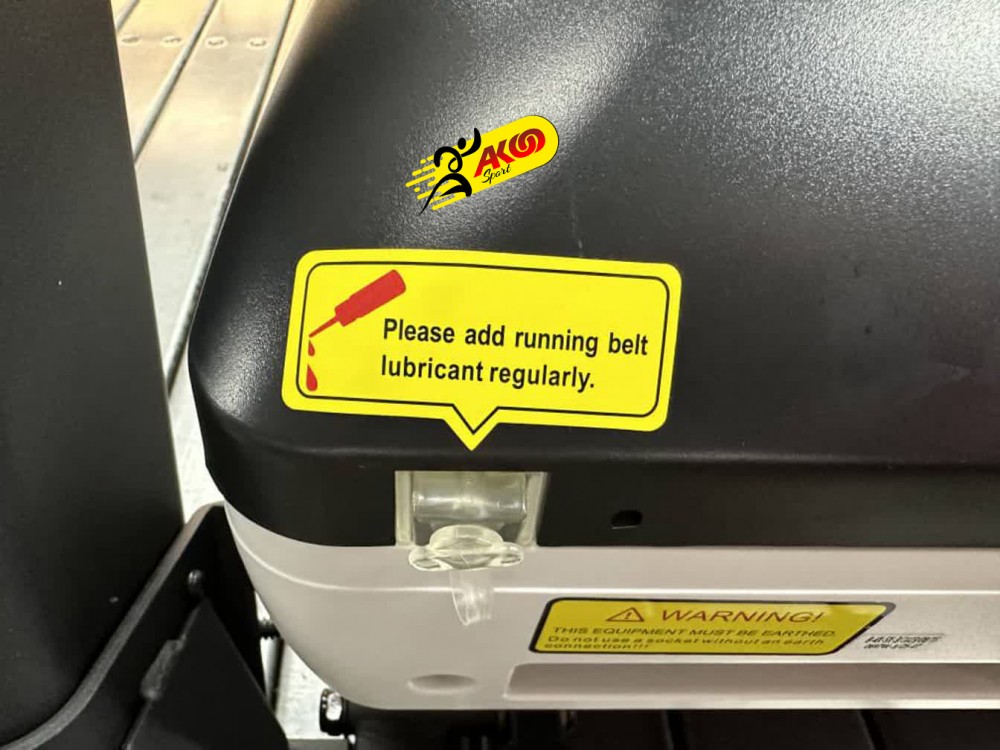 AKO
Sport
Please add running belt
lubricant regularly.
WARNING!
THIS EQUIPMENT MUST BE EARTHED.
Do not use a socket without an earth
connection!!!